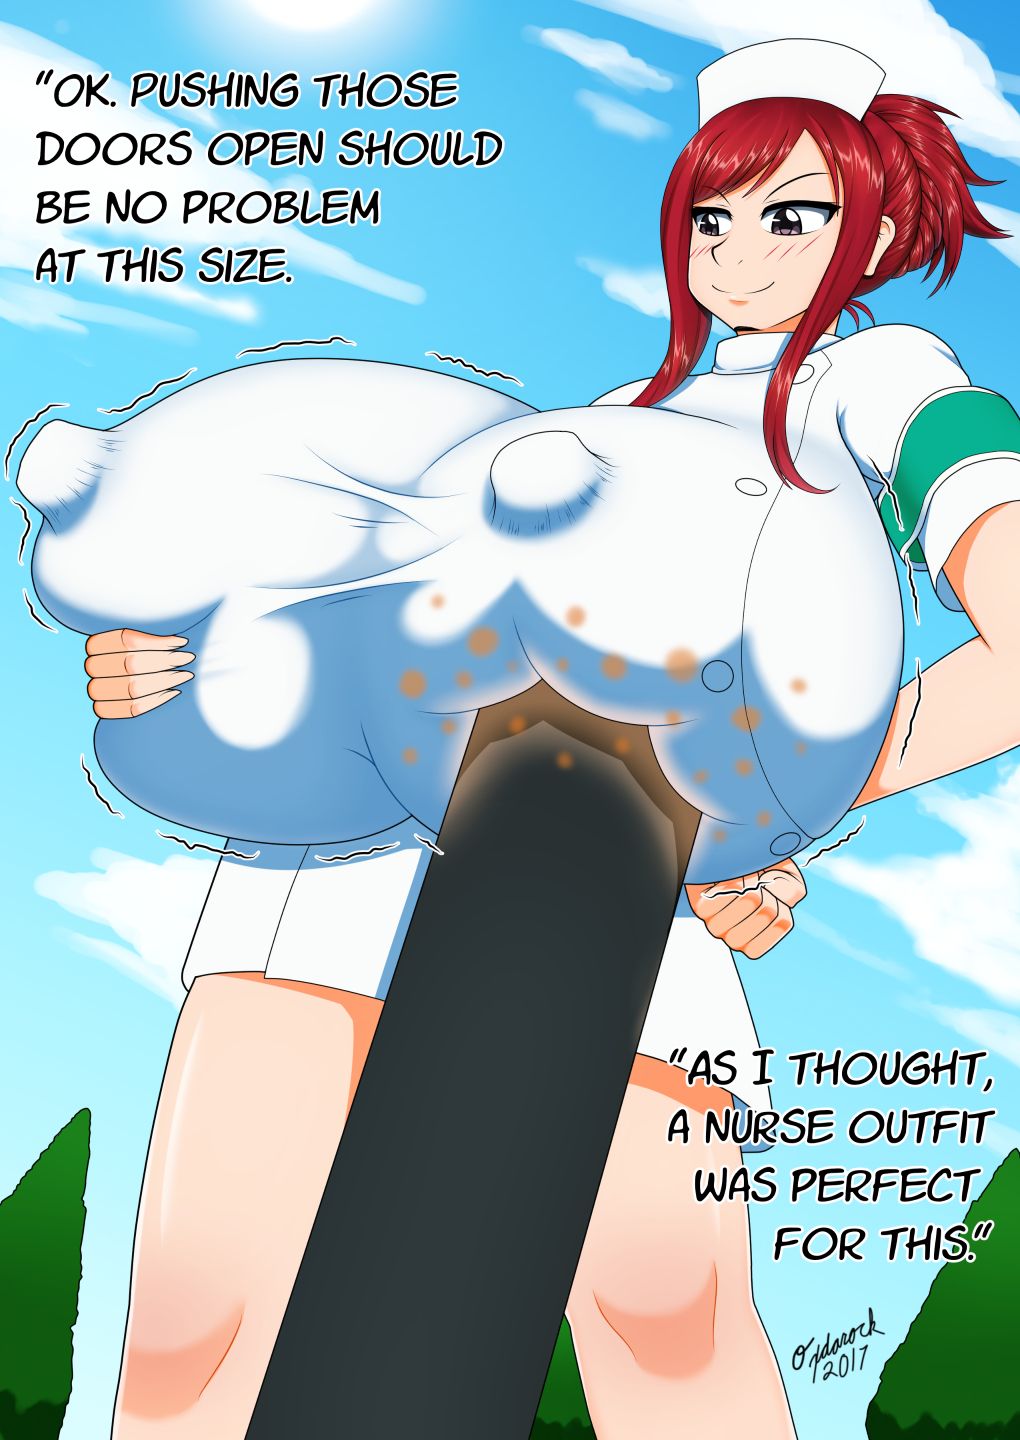 "OK. PUSHING THOSE
DOORS OPEN SHOULD
BE NO PROBLEM
AT THIS SIZE.
"AS I THOUGHT,
A NURSE OUTFIT
WAS PERFECT
FOR THIS."
Oxdarock
2017